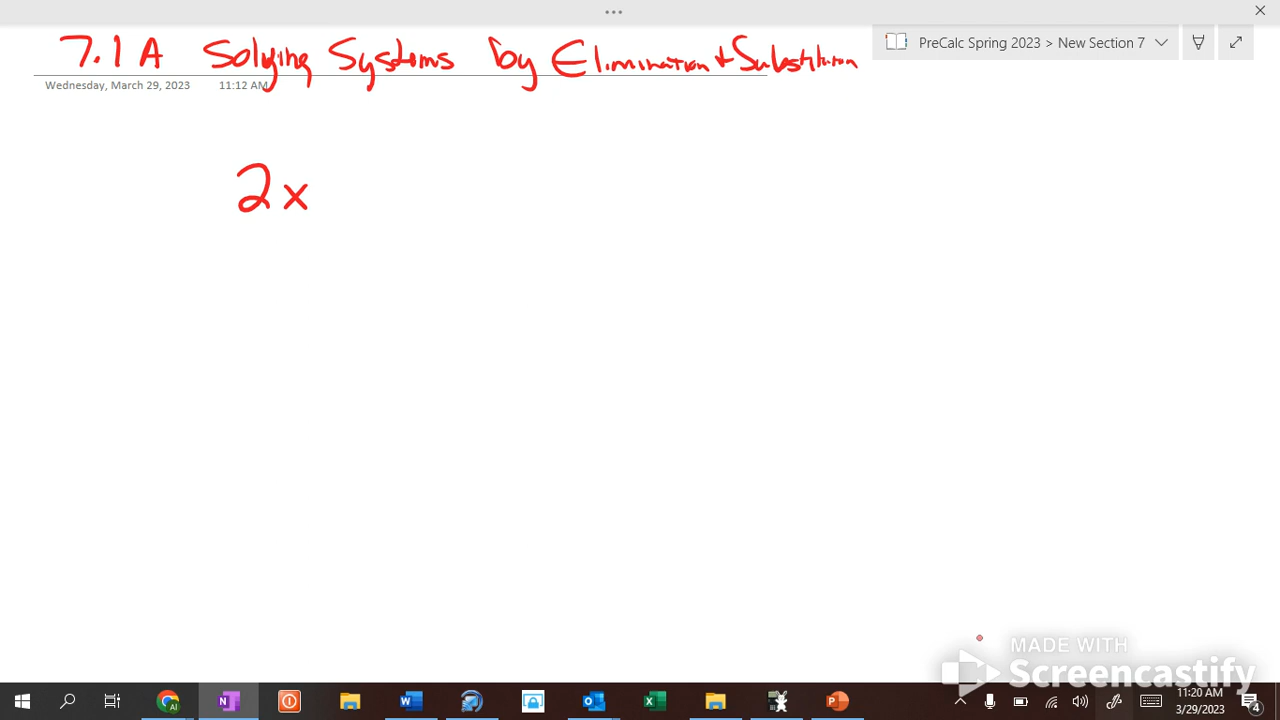 7.1 A Solving Systems by Elimination + Substitution
PreCalc Spring 2023 > New Section 7
Wednesday, March 29, 2023 11:12 AM
2x
MADE WITH
Screencastify
11:20 AM
3/29/2023
4